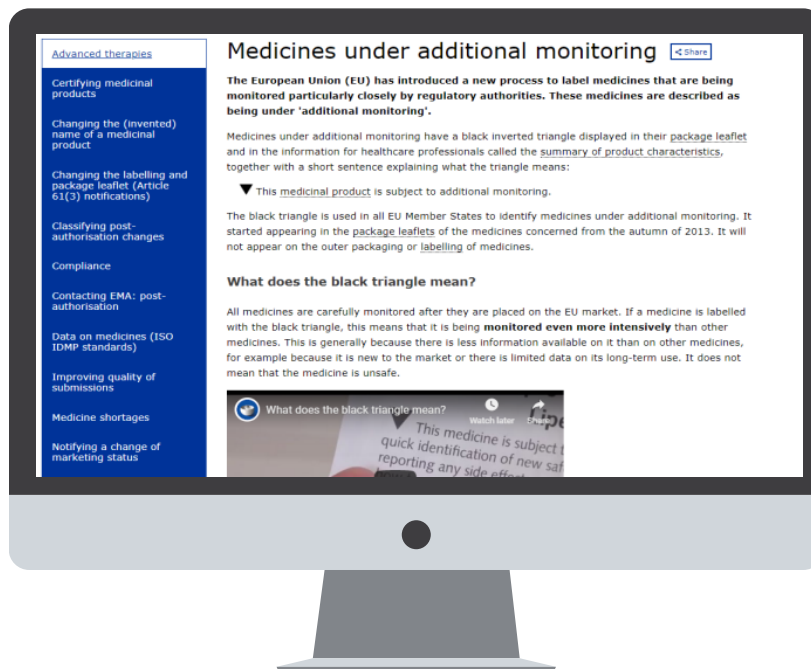 Advanced therapies
Certifying medicinal
products
Changing the (invented)
name of a medicinal
product
Changing the labelling and
package leaflet (Article
61(3) notifications)
Classifying post-
authorisation changes
Compliance
Contacting EMA: post-
authorisation
Data on medicines (ISO
IDMP standards)
Improving quality of
submissions
Medicine shortages
Notifying a change of
marketing status
Medicines under additional monitoring
Share
The European Union (EU) has introduced a new process to label medicines that are being
monitored particularly closely by regulatory authorities. These medicines are described as
being under 'additional monitoring'.
Medicines under additional monitoring have a black inverted triangle displayed in their package leaflet
and in the information for healthcare professionals called the summary of product characteristics,
together with a short sentence explaining what the triangle means:
▼ This medicinal product is subject to additional monitoring.
The black triangle is used in all EU Member States to identify medicines under additional monitoring. It
started appearing in the package leaflets of the medicines concerned from the autumn of 2013. It will
not appear on the outer packaging or labelling of medicines.
What does the black triangle mean?
All medicines are carefully monitored after they are placed on the EU market. If a medicine is labelled
with the black triangle, this means that it is being monitored even more intensively than other
medicines. This is generally because there is less information available on it than on other medicines,
for example because it is new to the market or there is limited data on its long-term use. It does not
mean that the medicine is unsafe.
What does the black triangle mean?
Watch later
Share
This medicine is subject
quick identification of new
reporting any side